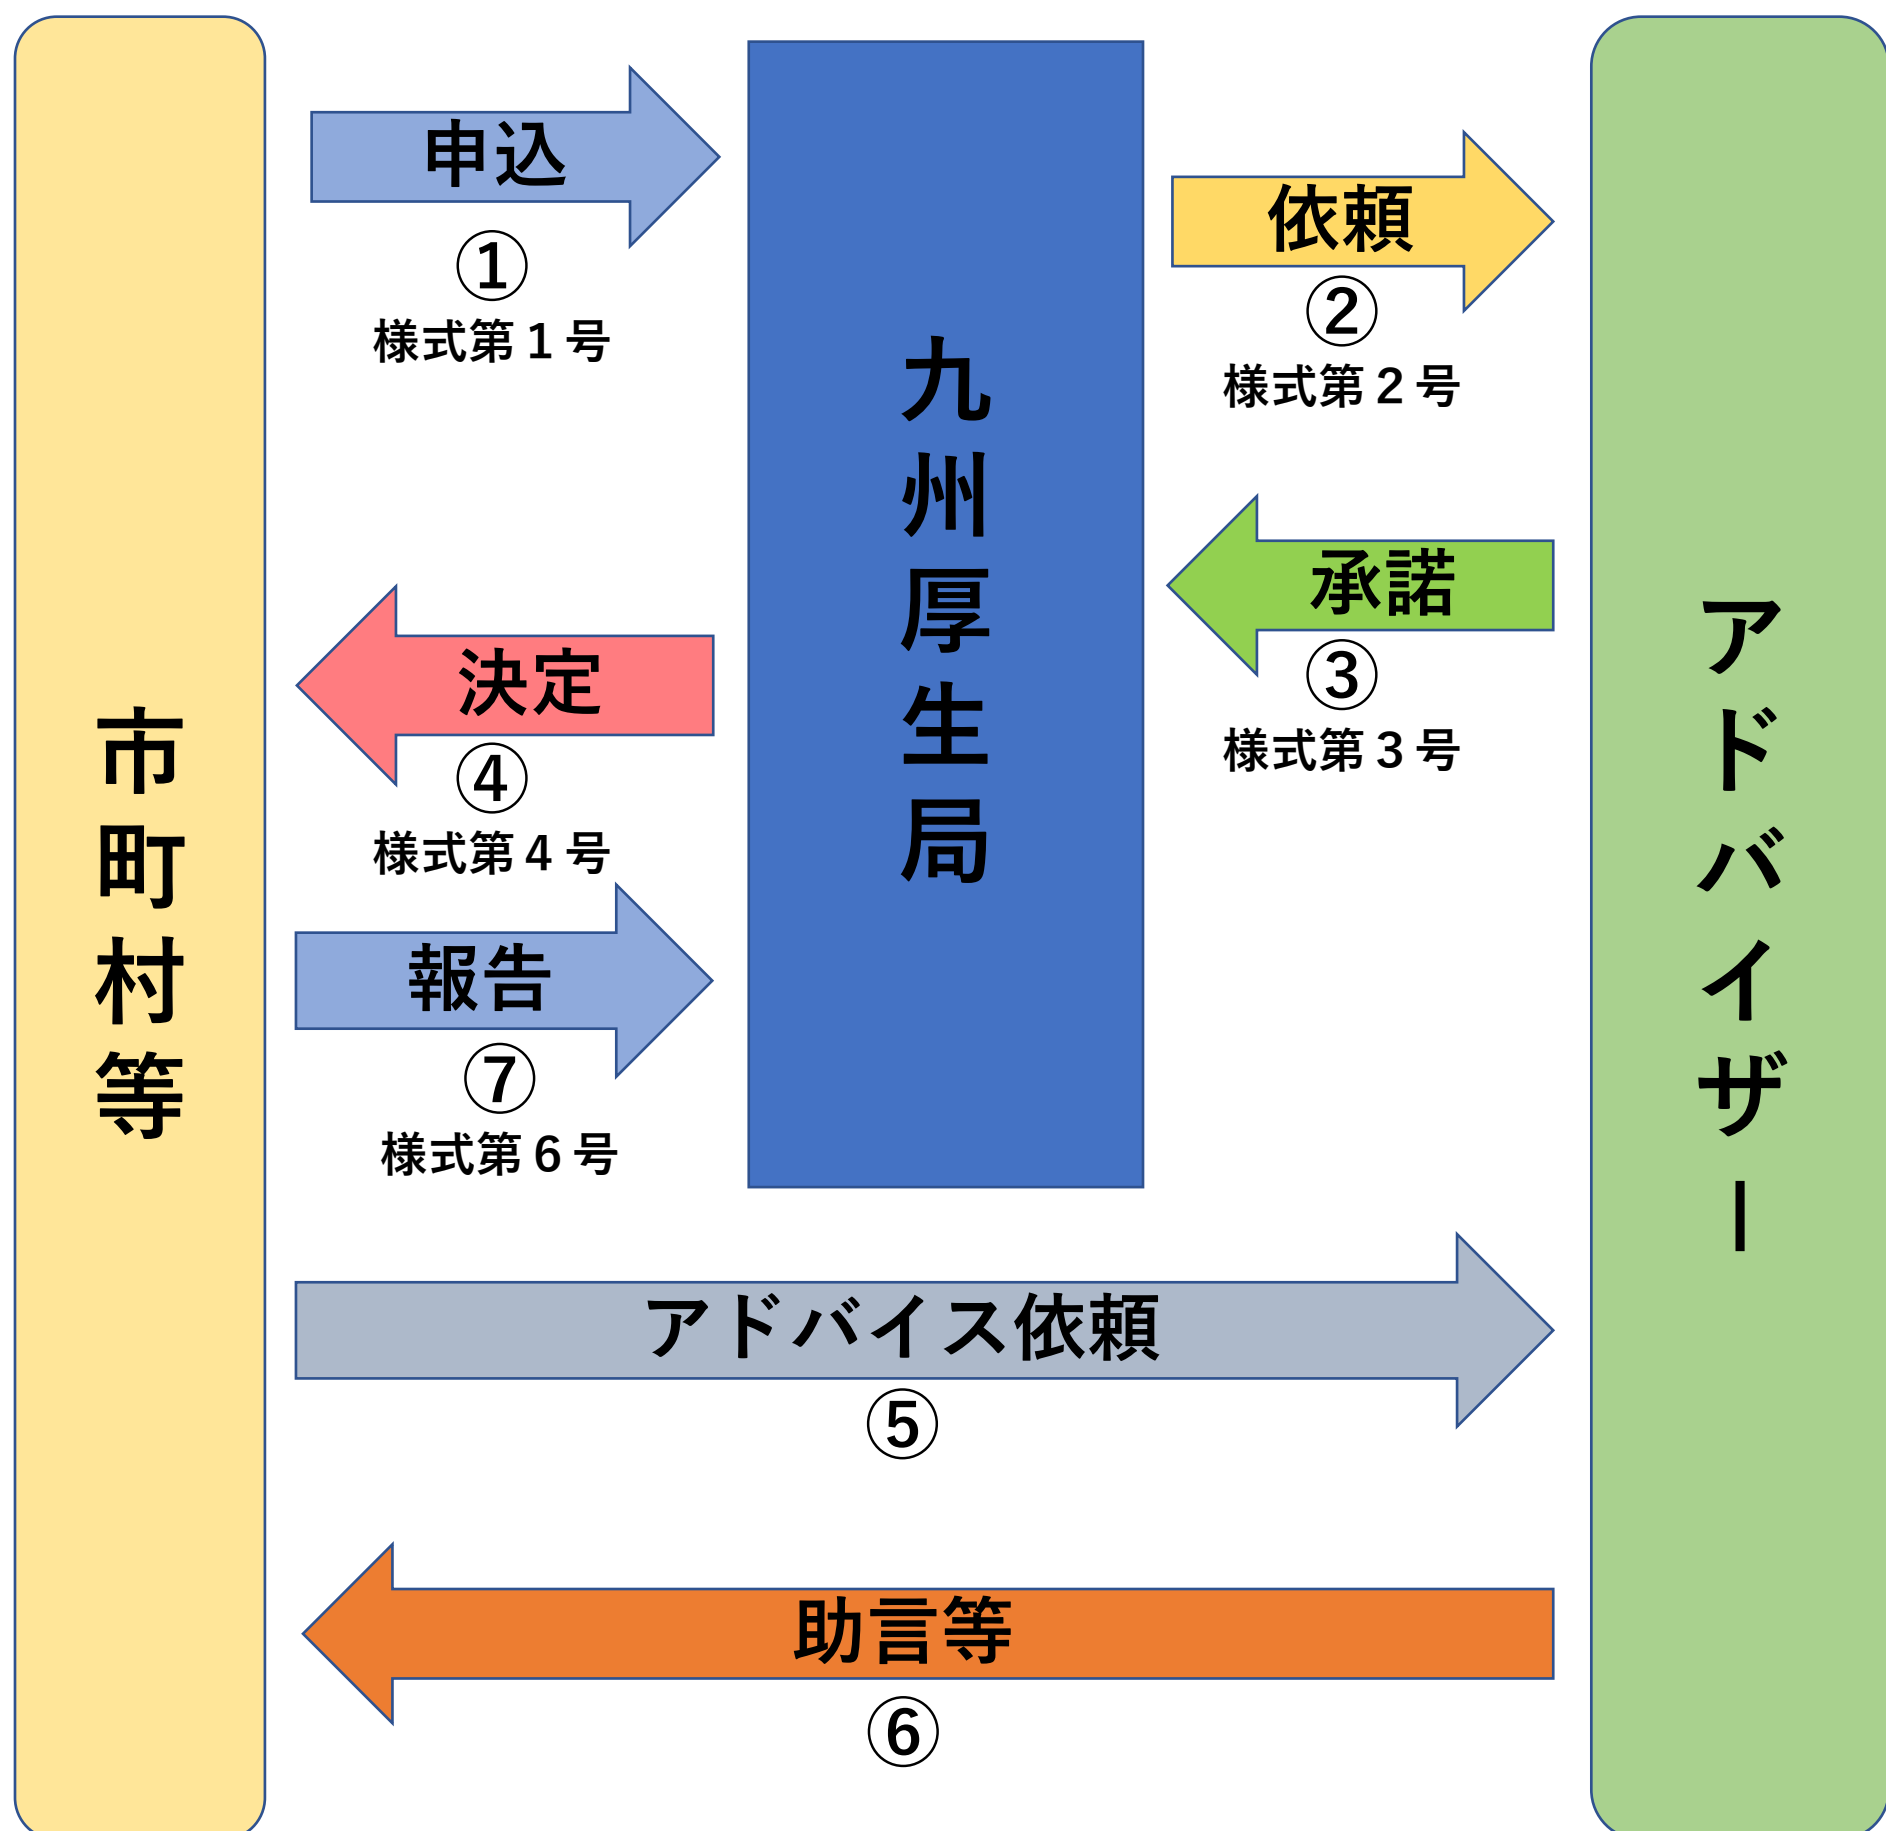 市町村等
申込
①
様式第1号
九州厚生局
依頼
②
様式第2号
承諾
③
様式第3号
決定
④
様式第4号
報告
⑦
様式第6号
アドバイザー
アドバイス依頼
⑤
助言等
⑥